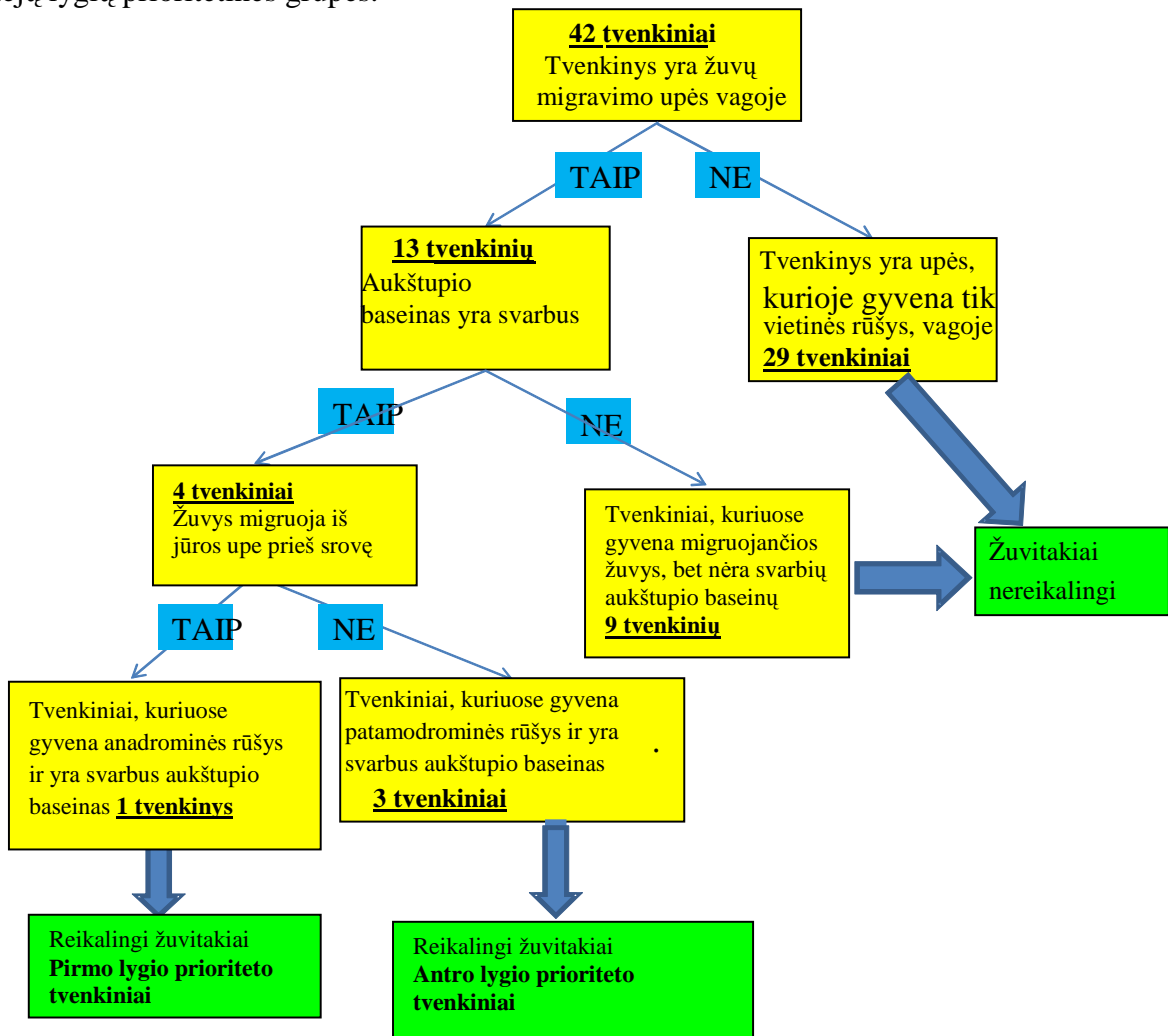 lygių prioritetinės grupės.
42 tvenkiniai
Tvenkinys yra žuvų
migravimo upės vagoje
TAIP
NE
13 tvenkinių
Aukštupio
baseinas yra svarbus
Tvenkinys yra upės,
kurioje gyvena tik
vietinės rūšys, vagoje
29 tvenkiniai
TAIP
NE
4 tvenkiniai
Žuvys migruoja iš
jūros upe prieš srovę
Tvenkiniai, kuriuose
gyvena migruojančios
žuvys, bet nėra svarbių
aukštupio baseinų
9 tvenkinių
Žuvitakiai
nereikalingi
TAIP
NE
Tvenkiniai, kuriuose
gyvena anadrominės rūšys
ir yra svarbus aukštupio
baseinas 1 tvenkinys
Tvenkiniai, kuriuose gyvena
patamodrominės rūšys ir yra
svarbus aukštupio baseinas .
3 tvenkiniai
Reikalingi žuvitakiai
Pirmo lygio prioriteto
tvenkiniai
Reikalingi žuvitakiai
Antro lygio prioriteto
tvenkiniai